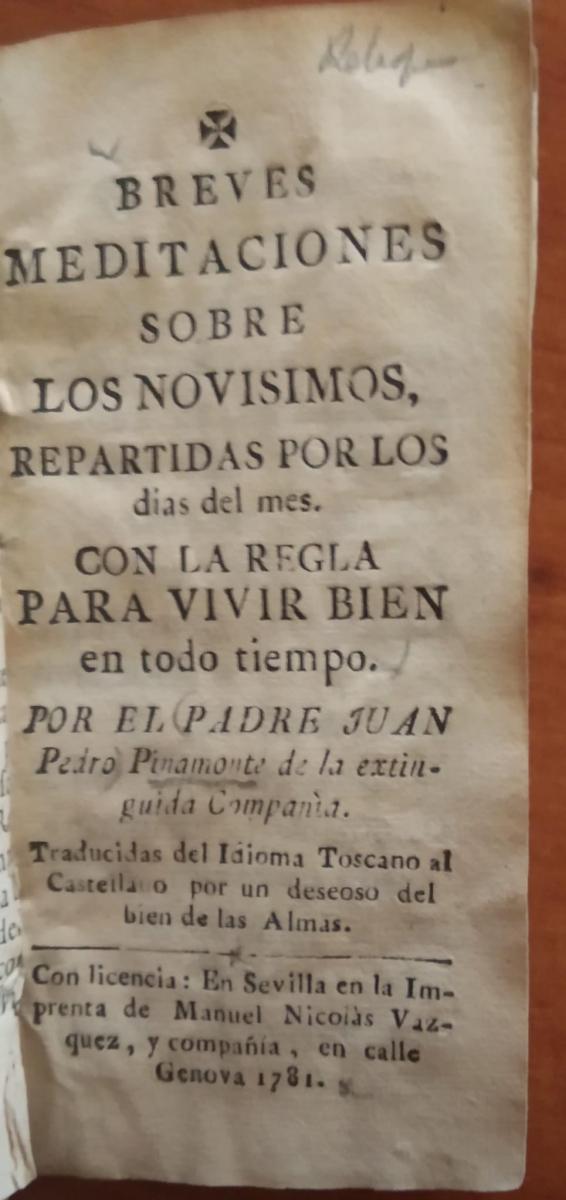 BREVES
MEDITACIONES
SOBRE
LOS NOVISIMOS,
REPARTIDAS POR LOS
dias del mes.
CON LA REGLA
PARA VIVIR BIEN
en todo tiempo.
POR EL (PADRE JUAN
Pedro) Pinamonte de la extin-
guida Compania.
Traducidas del Idioma Toscano al
Castellano por un deseoso del
bien de las Almas.
Con licencia: En Sevilla en la Im-
prenta de Manuel Nicolàs Vaz-
quez, y compañia, en calle
Genova 1781.